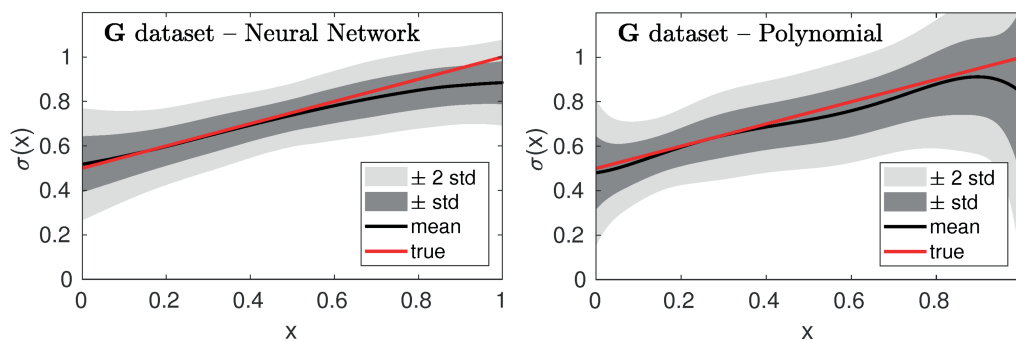 G dataset – Neural Network
1
0.8
0.6
0.4
0.2
0
σ(x)
± 2 std
± std
mean
true
0
0.2
0.4
0.6
0.8
1
x
G dataset – Polynomial
1
0.8
0.6
0.4
0.2
0
σ(x)
± 2 std
± std
mean
true
0
0.2
0.4
0.6
0.8
x